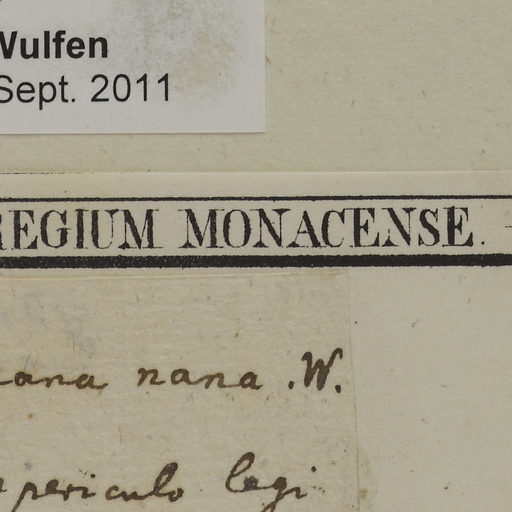 Wulfen
Sept. 2011
REGIUM MONACENSE.
nana W.
periculo legi